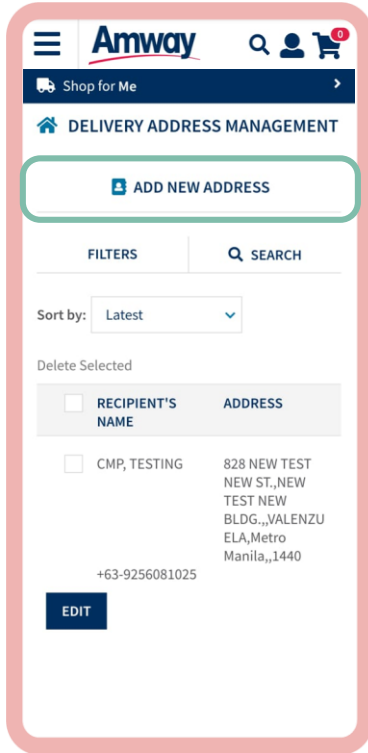 Amway
0
Shop for Me
DELIVERY ADDRESS MANAGEMENT
ADD NEW ADDRESS
FILTERS
SEARCH
Sort by: Latest
Delete Selected
RECIPIENT'S
NAME
ADDRESS
CMP, TESTING
828 NEW TEST
NEW ST.,NEW
TEST NEW
BLDG.,,VALENZU
ELA,Metro
Manila,,1440
+63-9256081025
EDIT